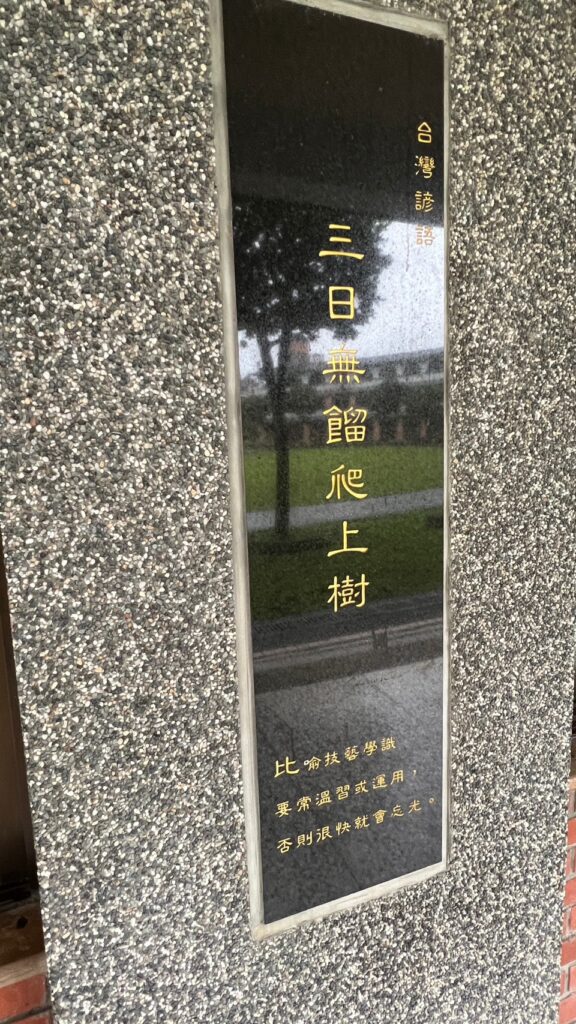 台灣諺語
三日無餾爬上樹
比喻技藝學識
要常溫習或運用，
否則很快就會忘光。